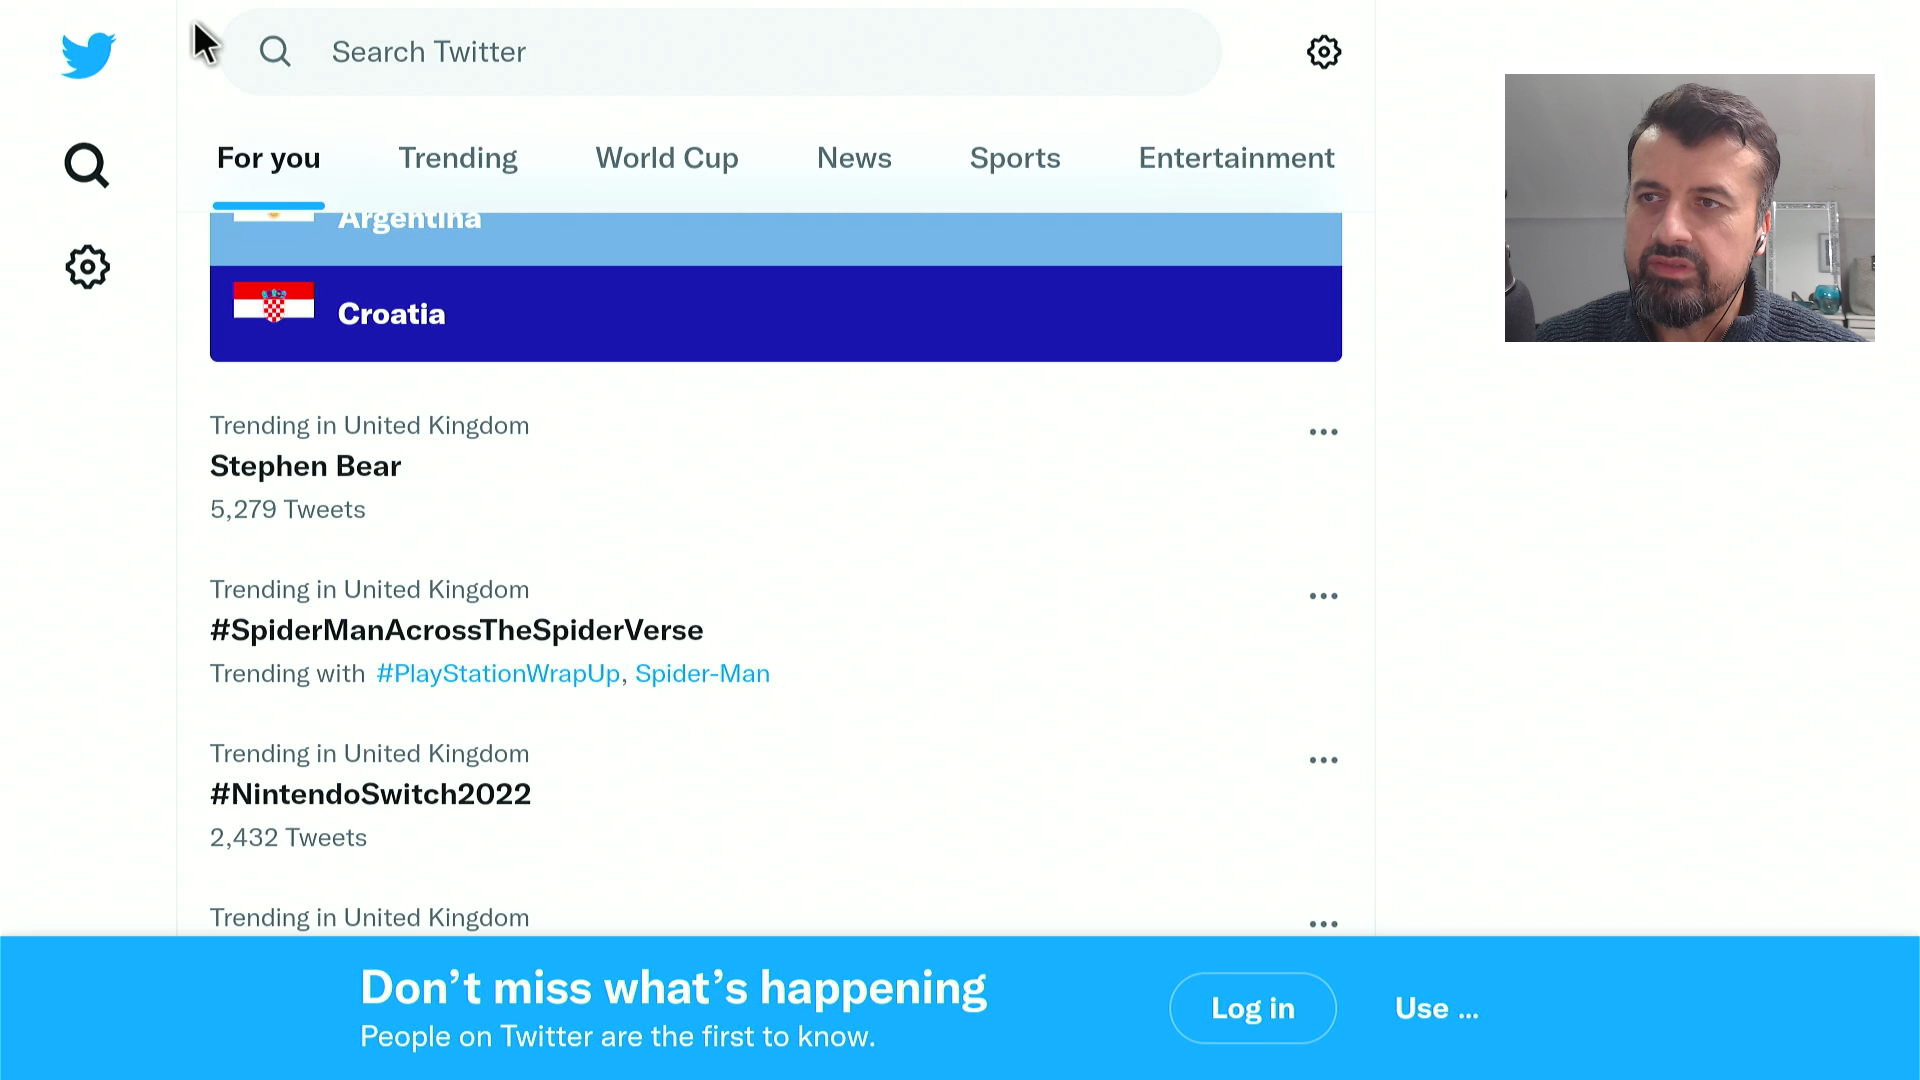 Search Twitter
For you Trending World Cup News Sports Entertainment
Argentina
Croatia
Trending in United Kingdom
Stephen Bear
5,279 Tweets
Trending in United Kingdom
#SpiderManAcrossTheSpiderVerse
Trending with #PlayStationWrapUp, Spider-Man
Trending in United Kingdom
#NintendoSwitch2022
2,432 Tweets
Trending in United Kingdom
Don’t miss what’s happening
People on Twitter are the first to know.
Log in
Use ...